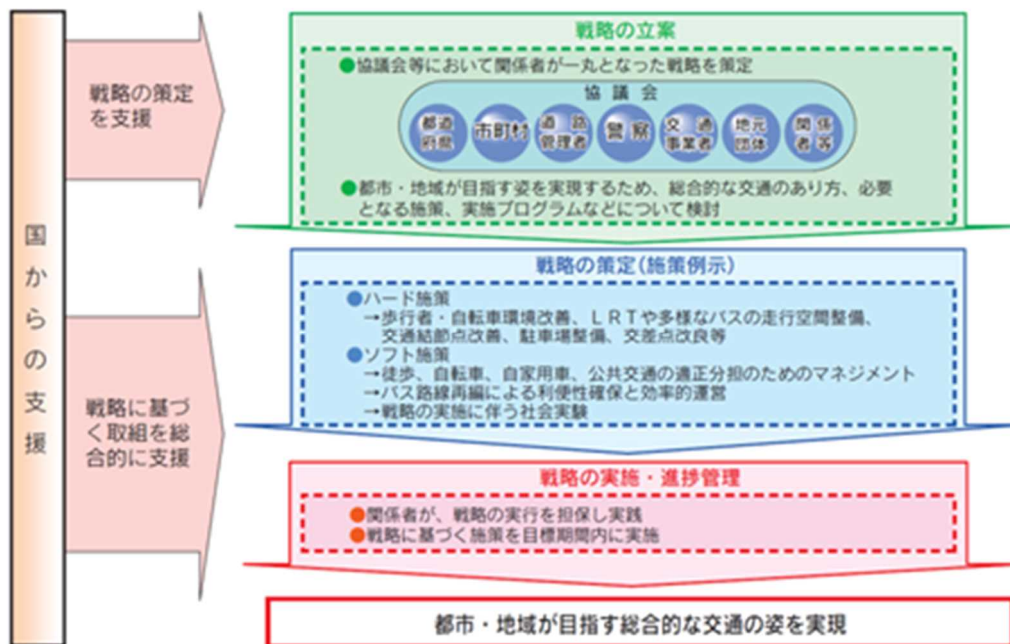 国からの支援
戦略の策定
を支援
戦略に基づ
く取組を総
合的に支援
戦略の立案
●協議会等において関係者が一丸となった戦略を策定
協議会
都道
府県
市町村
道路
管理者
警察
交通
事業者
地元
団体
関係
者等
●都市・地域が目指す姿を実現するため、総合的な交通のあり方、必要
となる施策、実施プログラムなどについて検討
戦略の策定(施策例示)
●ハード施策
→歩行者・自転車環境改善、LRTや多様なバスの走行空間整備、
交通結節点改善、駐車場整備、交差点改良等
●ソフト施策
→徒歩、自転車、自家用車、公共交通の適正分担のためのマネジメント
→バス路線再編による利便性確保と効率的運営
→戦略の実施に伴う社会実験
戦略の実施・進捗管理
●関係者が、戦略の実行を担保し実践
●戦略に基づく施策を目標期間内に実施
都市・地域が目指す総合的な交通の姿を実現